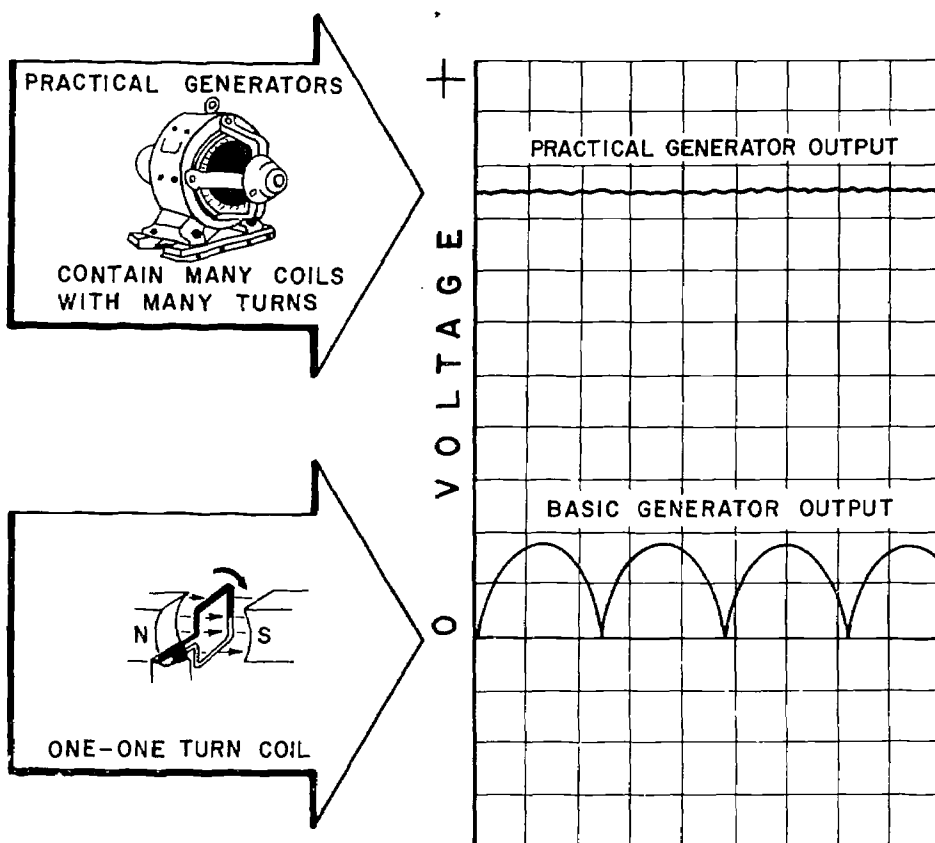 PRACTICAL GENERATORS
CONTAIN MANY COILS
WITH MANY TURNS
+
VOLTAGE
0
PRACTICAL GENERATOR OUTPUT
BASIC GENERATOR OUTPUT
N
S
ONE-ONE TURN COIL